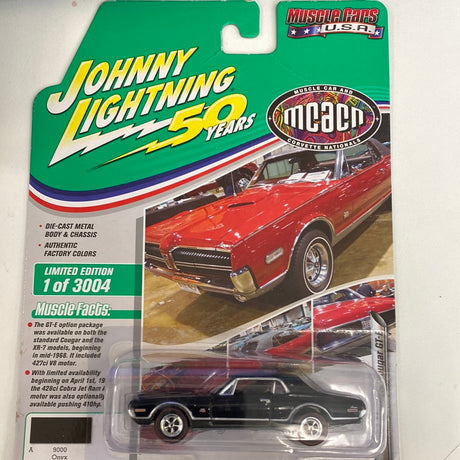 Muscle Cars
U.S.A.
JOHNNY
LIGHTNING
50
YEARS
MUSCLE CAR AND
mcacn
CORVETTE NATIONALS
• DIE-CAST METAL
BODY & CHASSIS
• AUTHENTIC
FACTORY COLORS
LIMITED EDITION
1 OF 3004
Muscle Facts:
• The GT-E option package
was available on both the
standard Cougar and the
XR-7 models, beginning
in mid-1968. It included
427ci V8 motor.
• With limited availability
beginning on April 1st, 19
the 428ci Cobra Jet Ram A
motor was also optionally
available pushing 410hp.
A 9000
Onyx